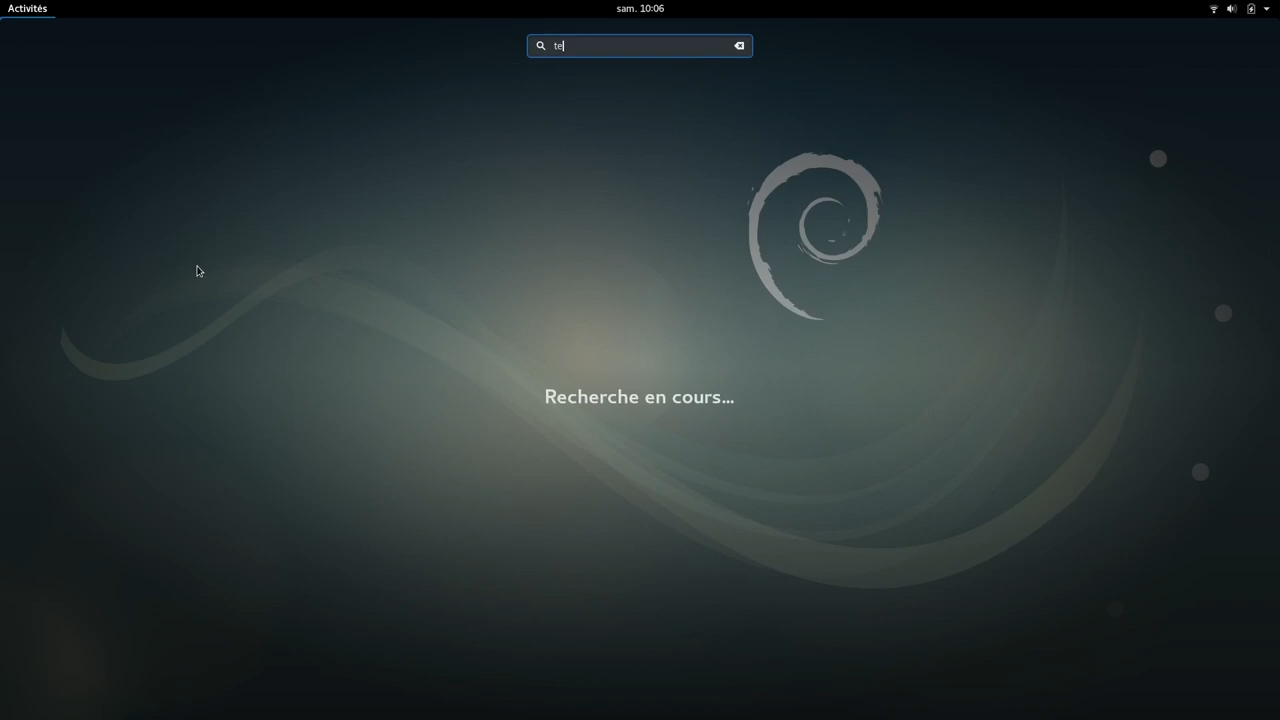 Activités
sam. 10:06
te
Recherche en cours…